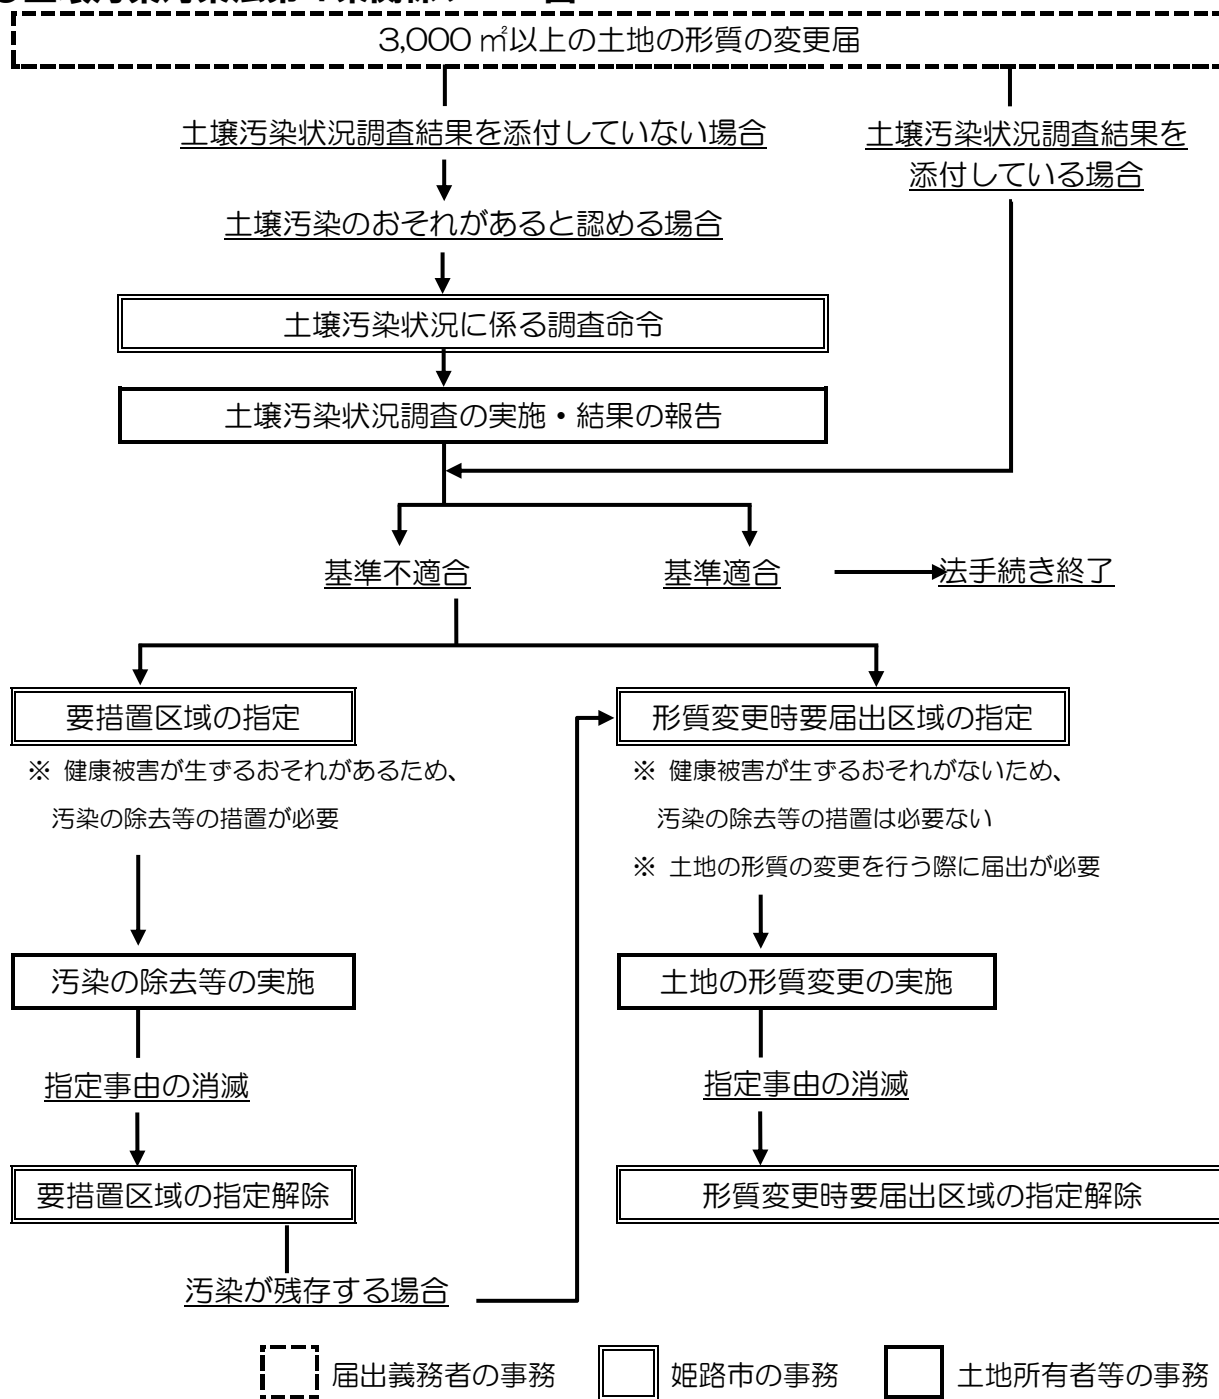 3,000 ㎡以上の土地の形質の変更届
土壌汚染状況調査結果を添付していない場合
土壌汚染状況調査結果を
添付している場合
土壌汚染のおそれがあると認める場合
土壌汚染状況に係る調査命令
土壌汚染状況調査の実施・結果の報告
基準不適合
基準適合
法手続き終了
要措置区域の指定
※ 健康被害が生ずるおそれがあるため、
汚染の除去等の措置が必要
形質変更時要届出区域の指定
※ 健康被害が生ずるおそれがないため、
汚染の除去等の措置は必要ない
※ 土地の形質の変更を行う際に届出が必要
汚染の除去等の実施
土地の形質変更の実施
指定事由の消滅
指定事由の消滅
要措置区域の指定解除
形質変更時要届出区域の指定解除
汚染が残存する場合
届出義務者の事務
姫路市の事務
土地所有者等の事務